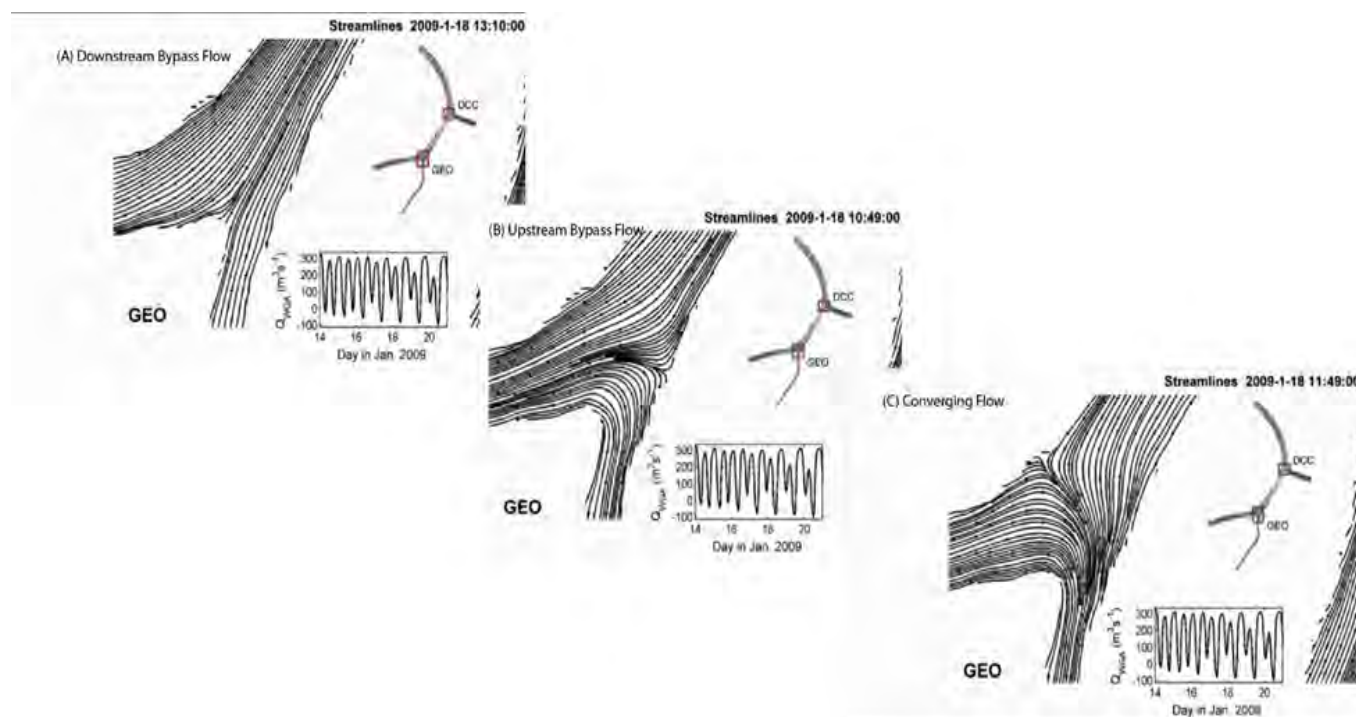 Streamlines 2009-1-18 13:10:00
(A) Downstream Bypass Flow
DCC
GEO
GEO
Q_WGA (m³s⁻¹)
300
200
100
0
-100
14 16 18 20
Day in Jan. 2009
Streamlines 2009-1-18 10:49:00
(B) Upstream Bypass Flow
DCC
GEO
GEO
Q_WGA (m³s⁻¹)
300
200
100
0
-100
14 16 18 20
Day in Jan. 2009
Streamlines 2009-1-18 11:49:00
(C) Converging Flow
DCC
GEO
GEO
Q_WGA (m³s⁻¹)
300
200
100
0
-100
14 16 18 20
Day in Jan. 2009